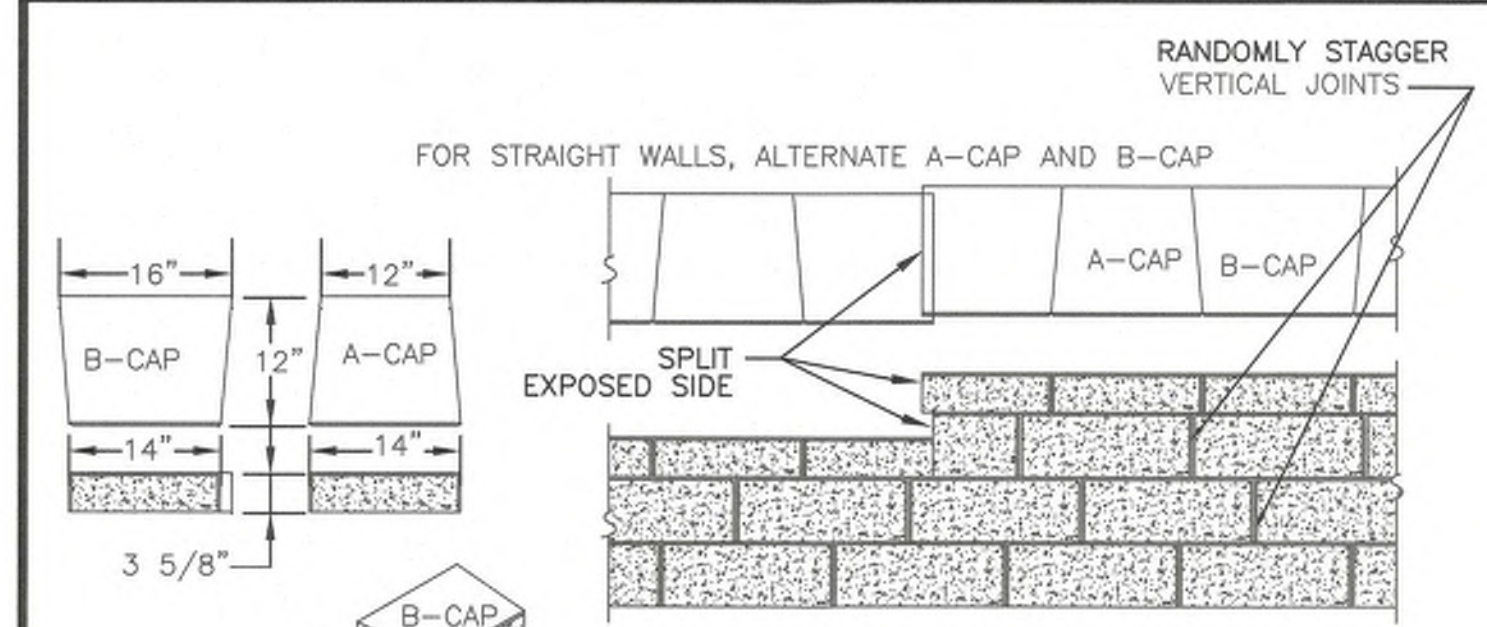 RANDOMLY STAGGER
VERTICAL JOINTS
FOR STRAIGHT WALLS, ALTERNATE A-CAP AND B-CAP
16"
12"
B-CAP
12"
A-CAP
A-CAP
B-CAP
SPLIT
EXPOSED SIDE
14"
14"
3 5/8"
B-CAP